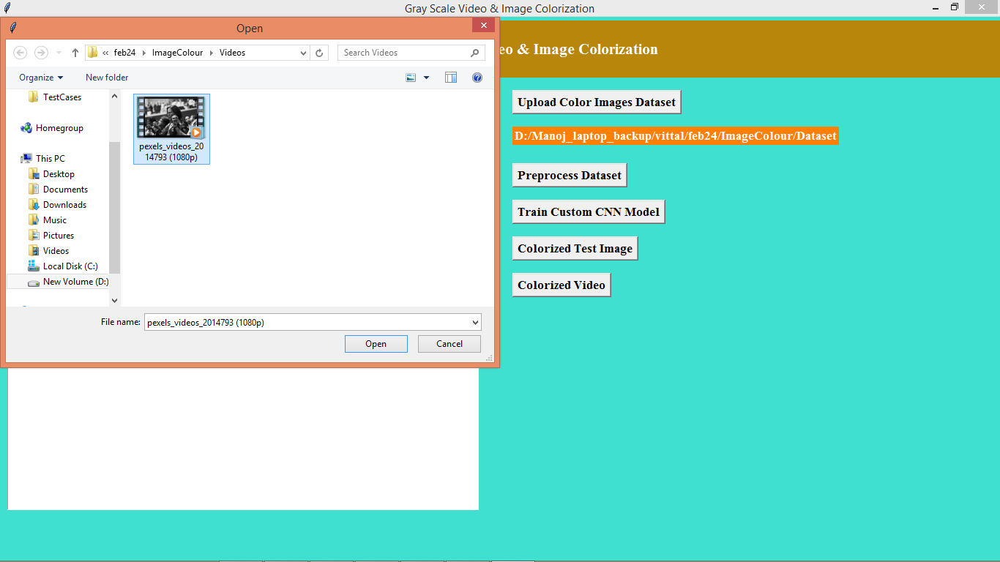 Gray Scale Video & Image Colorization
Open
« feb24 ImageColour Videos
Search Videos
Organize
New folder
TestCases
Homegroup
This PC
Desktop
Documents
Downloads
Music
Pictures
Videos
Local Disk (C:)
New Volume (D:)
pexels_videos_20
14793 (1080p)
File name:
pexels_videos_2014793 (1080p)
Open
Cancel
eo & Image Colorization
Upload Color Images Dataset
D:/Manoj_laptop_backup/vittal/feb24/ImageColour/Dataset
Preprocess Dataset
Train Custom CNN Model
Colorized Test Image
Colorized Video